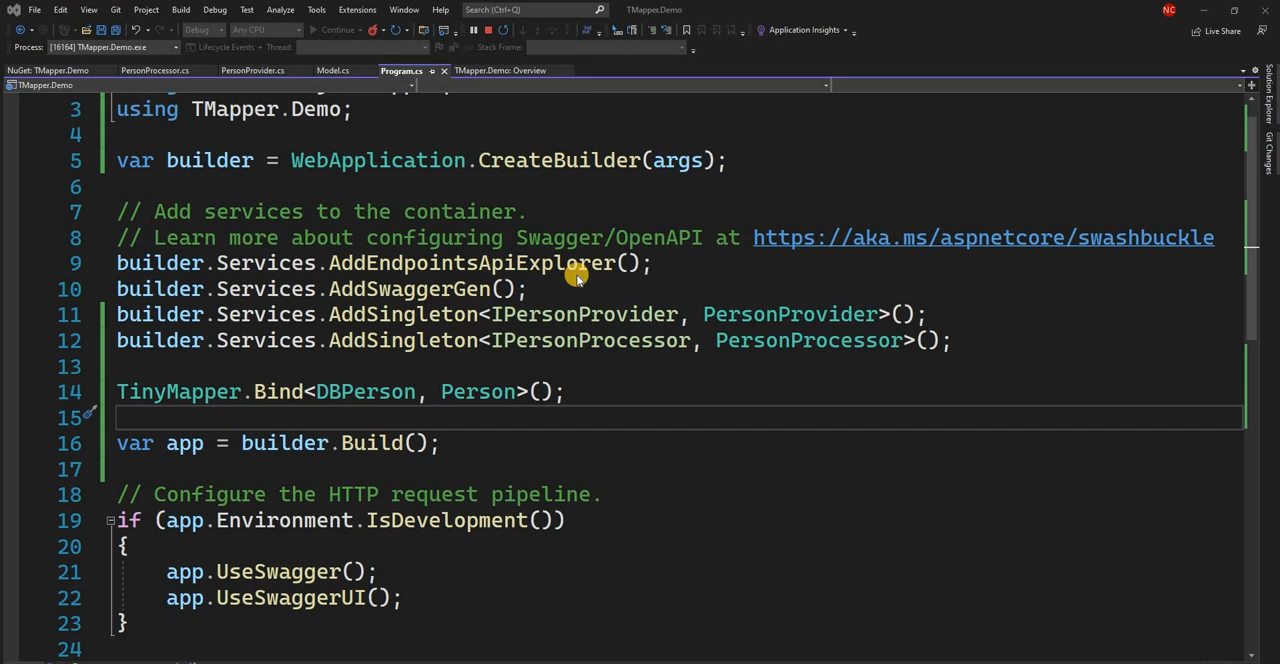 File Edit View Git Project Build Debug Test Analyze Tools Extensions Window Help Search (Ctrl+Q) TMapper.Demo NC
Debug Any CPU Continue Application Insights Live Share
Process: [16164] TMapper.Demo.exe Lifecycle Events Thread: Stack Frame:
NuGet: TMapper.Demo PersonProcessor.cs PersonProvider.cs Model.cs Program.cs TMapper.Demo: Overview
TMapper.Demo
3 using TMapper.Demo;
4
5 var builder = WebApplication.CreateBuilder(args);
6
7 // Add services to the container.
8 // Learn more about configuring Swagger/OpenAPI at https://aka.ms/aspnetcore/swashbuckle
9 builder.Services.AddEndpointsApiExplorer();
10 builder.Services.AddSwaggerGen();
11 builder.Services.AddSingleton<IPersonProvider, PersonProvider>();
12 builder.Services.AddSingleton<IPersonProcessor, PersonProcessor>();
13
14 TinyMapper.Bind<DBPerson, Person>();
15
16 var app = builder.Build();
17
18 // Configure the HTTP request pipeline.
19 if (app.Environment.IsDevelopment())
20 {
21 app.UseSwagger();
22 app.UseSwaggerUI();
23 }
24
Solution Explorer
Git Changes